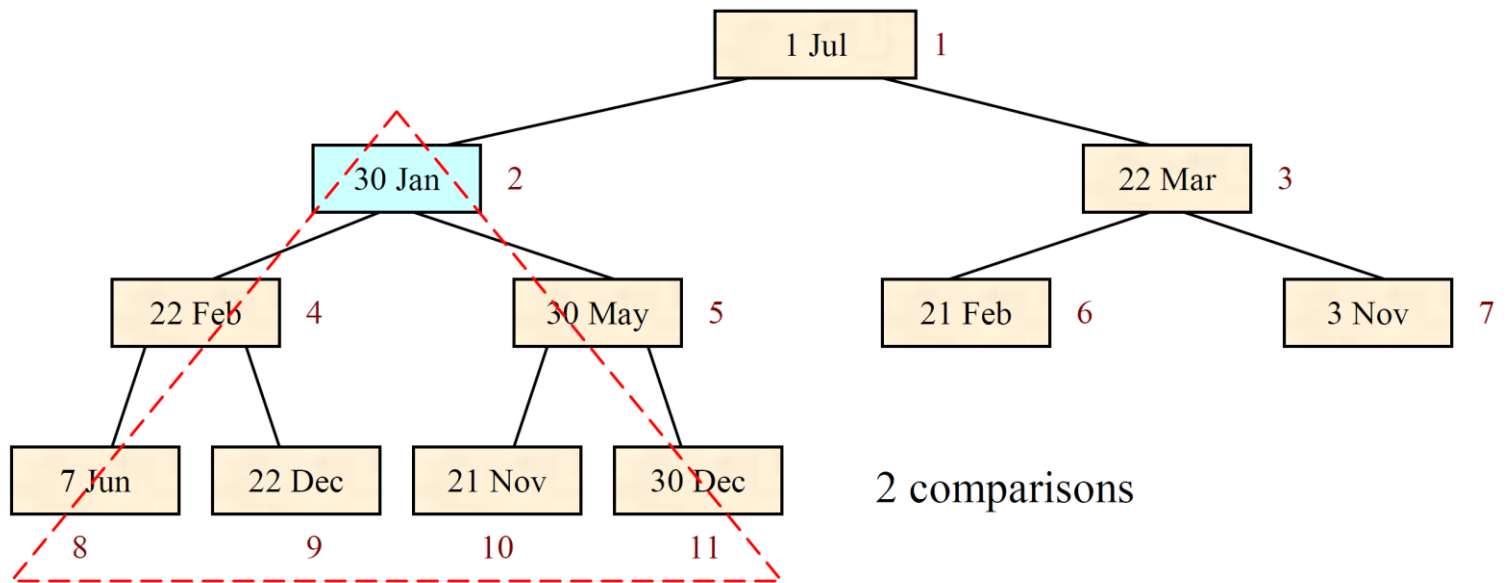 1 Jul 1
30 Jan 2
22 Mar 3
22 Feb 4
30 May 5
21 Feb 6
3 Nov 7
7 Jun
22 Dec
21 Nov
30 Dec
2 comparisons
8
9
10
11